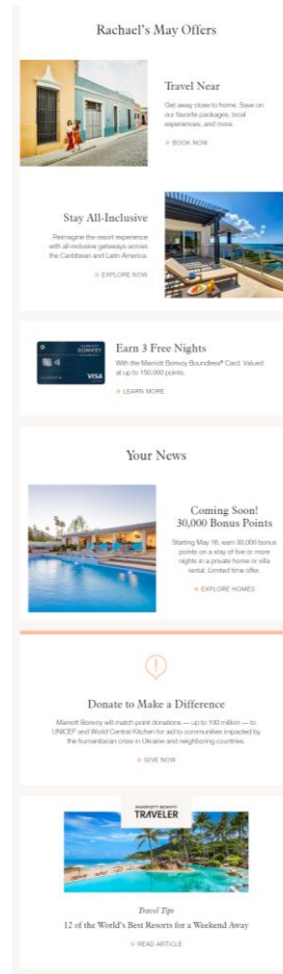 Rachael's May Offers
Travel Near
Get away close to home. Save on
our favorite packages, local
experiences, and more.
» BOOK NOW
Stay All-Inclusive
Reimagine the resort experience
with all-inclusive getaways across
the Caribbean and Latin America.
» EXPLORE NOW
MARRIOTT
BONVOY
VISA
Earn 3 Free Nights
With the Marriott Bonvoy Boundless® Card. Valued
at up to 150,000 points.
» LEARN MORE
Your News
Coming Soon!
30,000 Bonus Points
Starting May 16, earn 30,000 bonus
points on a stay of five or more
nights in a private home or villa
rental. Limited time offer.
» EXPLORE HOMES
Donate to Make a Difference
Marriott Bonvoy will match point donations — up to 100 million — to
UNICEF and World Central Kitchen for aid to communities impacted by
the humanitarian crisis in Ukraine and neighboring countries.
» GIVE NOW
MARRIOTT BONVOY
TRAVELER
Travel Tips
12 of the World's Best Resorts for a Weekend Away
» READ ARTICLE